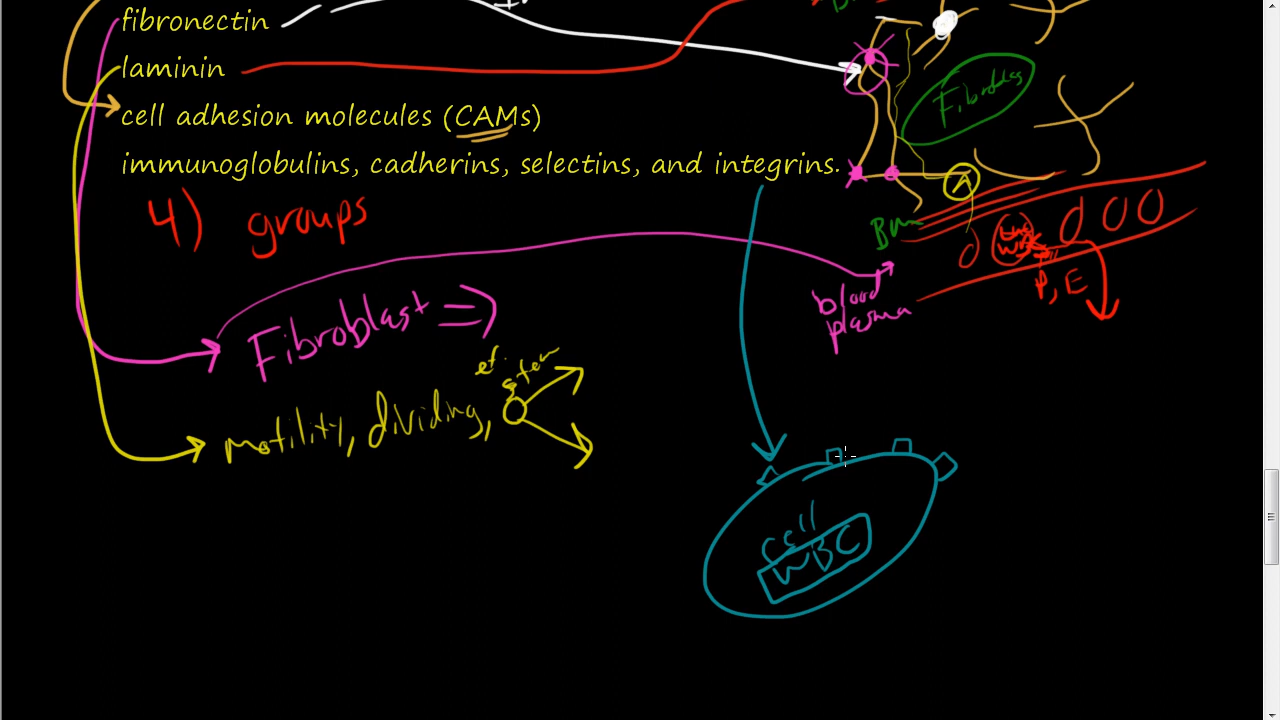 fibronectin
laminin
cell adhesion molecules (CAMs)
immunoglobulins, cadherins, selectins, and integrins.
4) groups
A
BM
P, E
blood
plasma
Fibroblast =>
motility, dividing,
cell
WBC